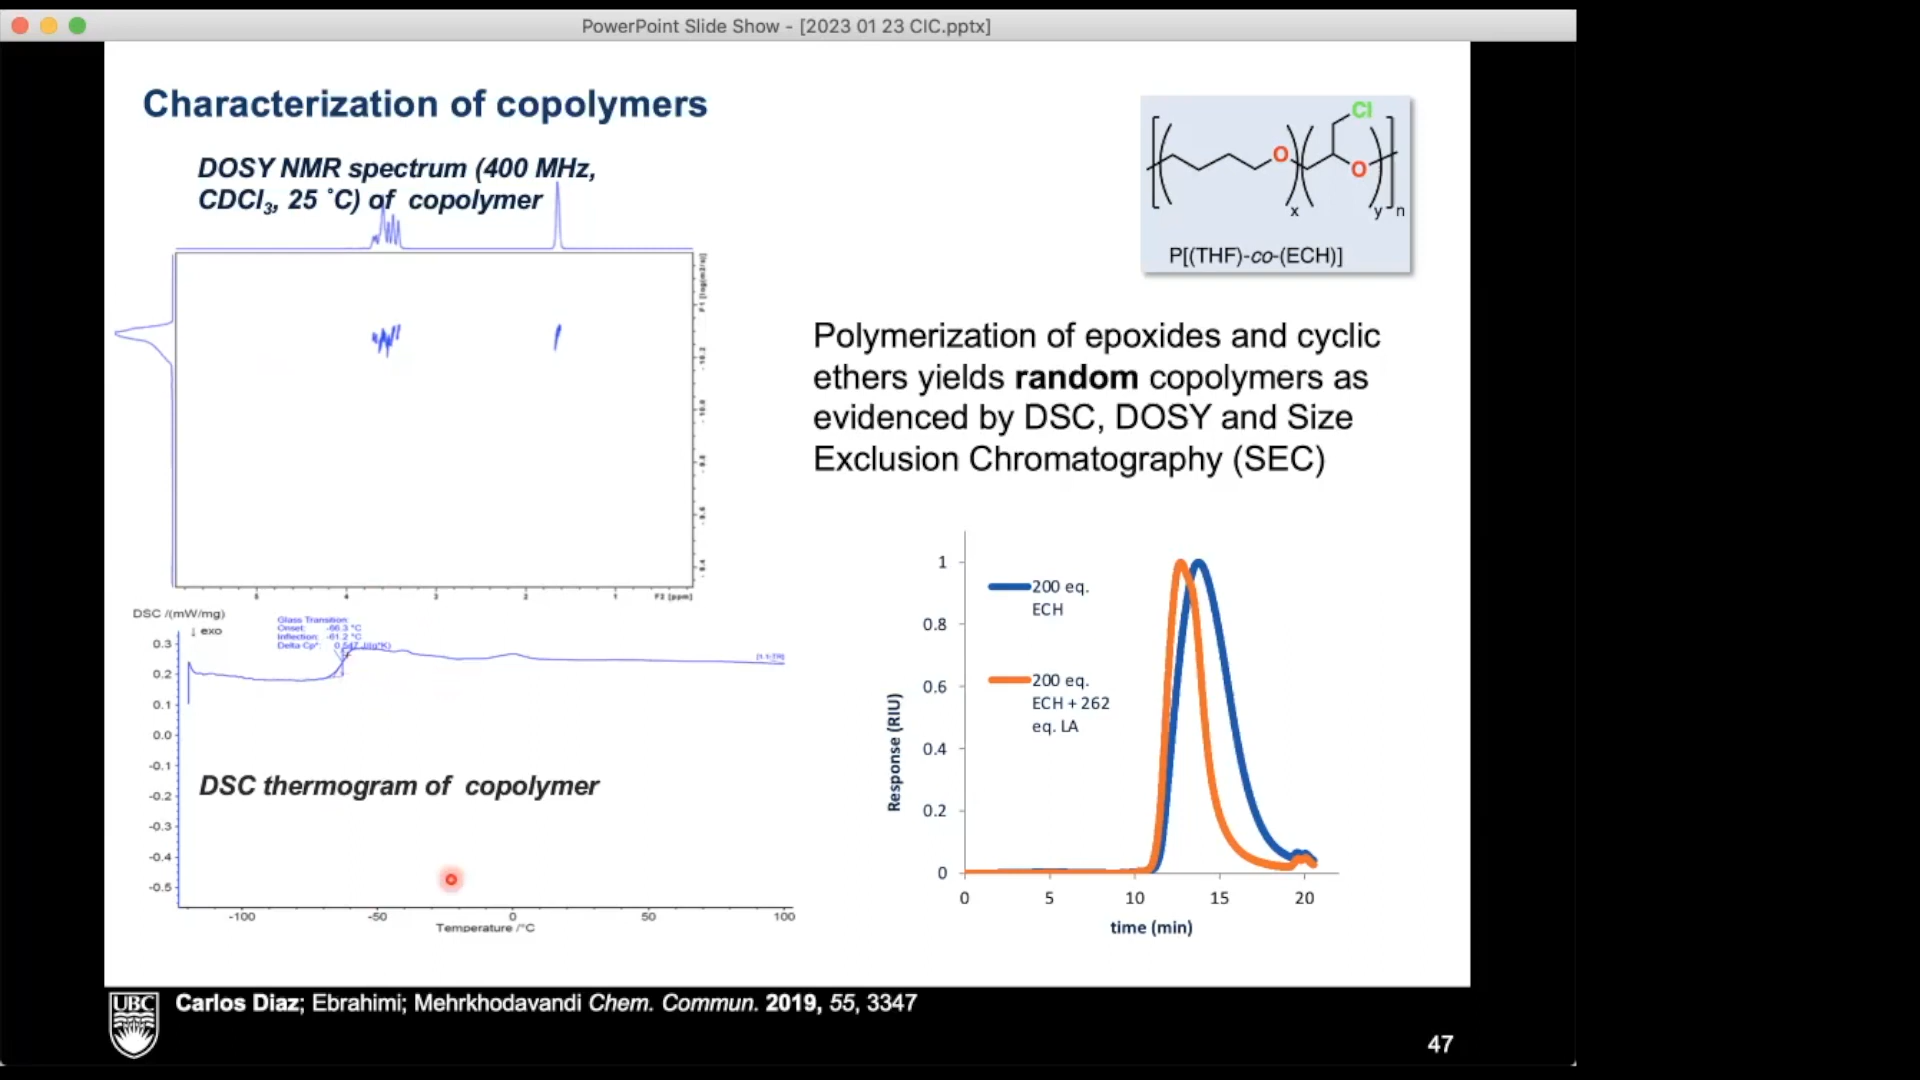 PowerPoint Slide Show - [2023 01 23 CIC.pptx]
Characterization of copolymers
DOSY NMR spectrum (400 MHz,
CDCl3, 25 ˚C) of copolymer
Cl
O
O
x
y
n
P[(THF)-co-(ECH)]
5
4
3
2
1
F2 [ppm]
Polymerization of epoxides and cyclic
ethers yields random copolymers as
evidenced by DSC, DOSY and Size
Exclusion Chromatography (SEC)
DSC /(mW/mg)
↓ exo
Glass Transition:
Onset: -66.3 °C
Inflection: -61.2 °C
Delta Cp*: 0.547 J/(g*K)
0.3
0.2
0.1
0.0
-0.1
-0.2
-0.3
-0.4
-0.5
-100
-50
0
50
100
Temperature /°C
DSC thermogram of copolymer
200 eq.
ECH
200 eq.
ECH + 262
eq. LA
Response (RIU)
1
0.8
0.6
0.4
0.2
0
0
5
10
15
20
time (min)
UBC
Carlos Diaz; Ebrahimi; Mehrkhodavandi Chem. Commun. 2019, 55, 3347
47